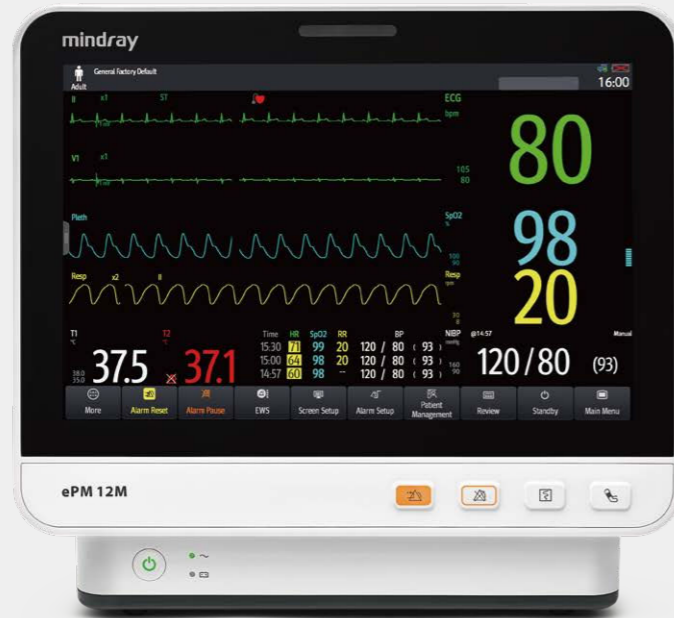 mindray
Adult
General Factory Default
16:00
II x1 ST
ECG
bpm
80
1 mV
V1 x1
105
80
1 mV
Pleth
SpO2
%
98
100
90
Resp x2 II
Resp
rpm
20
30
8
T1
°C
38.0
35.0
37.5
T2
°C
37.1
Time HR SpO2 RR BP
15:30 71 99 20 120 / 80 ( 93 )
15:00 64 98 20 120 / 80 ( 93 )
14:57 60 98 -- 120 / 80 ( 93 )
NIBP @14:57 Manual
mmHg
160
90
120/80 (93)
More Alarm Reset Alarm Pause EWS Screen Setup Alarm Setup Patient Management Review Standby Main Menu
ePM 12M